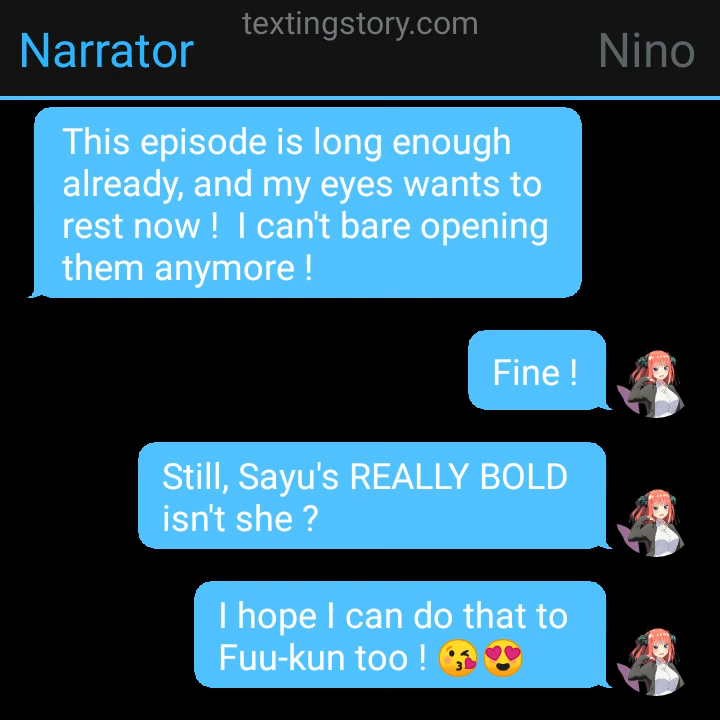 textingstory.com
Narrator
Nino
This episode is long enough
already, and my eyes wants to
rest now !  I can't bare opening
them anymore !
Fine !
Still, Sayu's REALLY BOLD
isn't she ?
I hope I can do that to
Fuu-kun too ! 😘😍